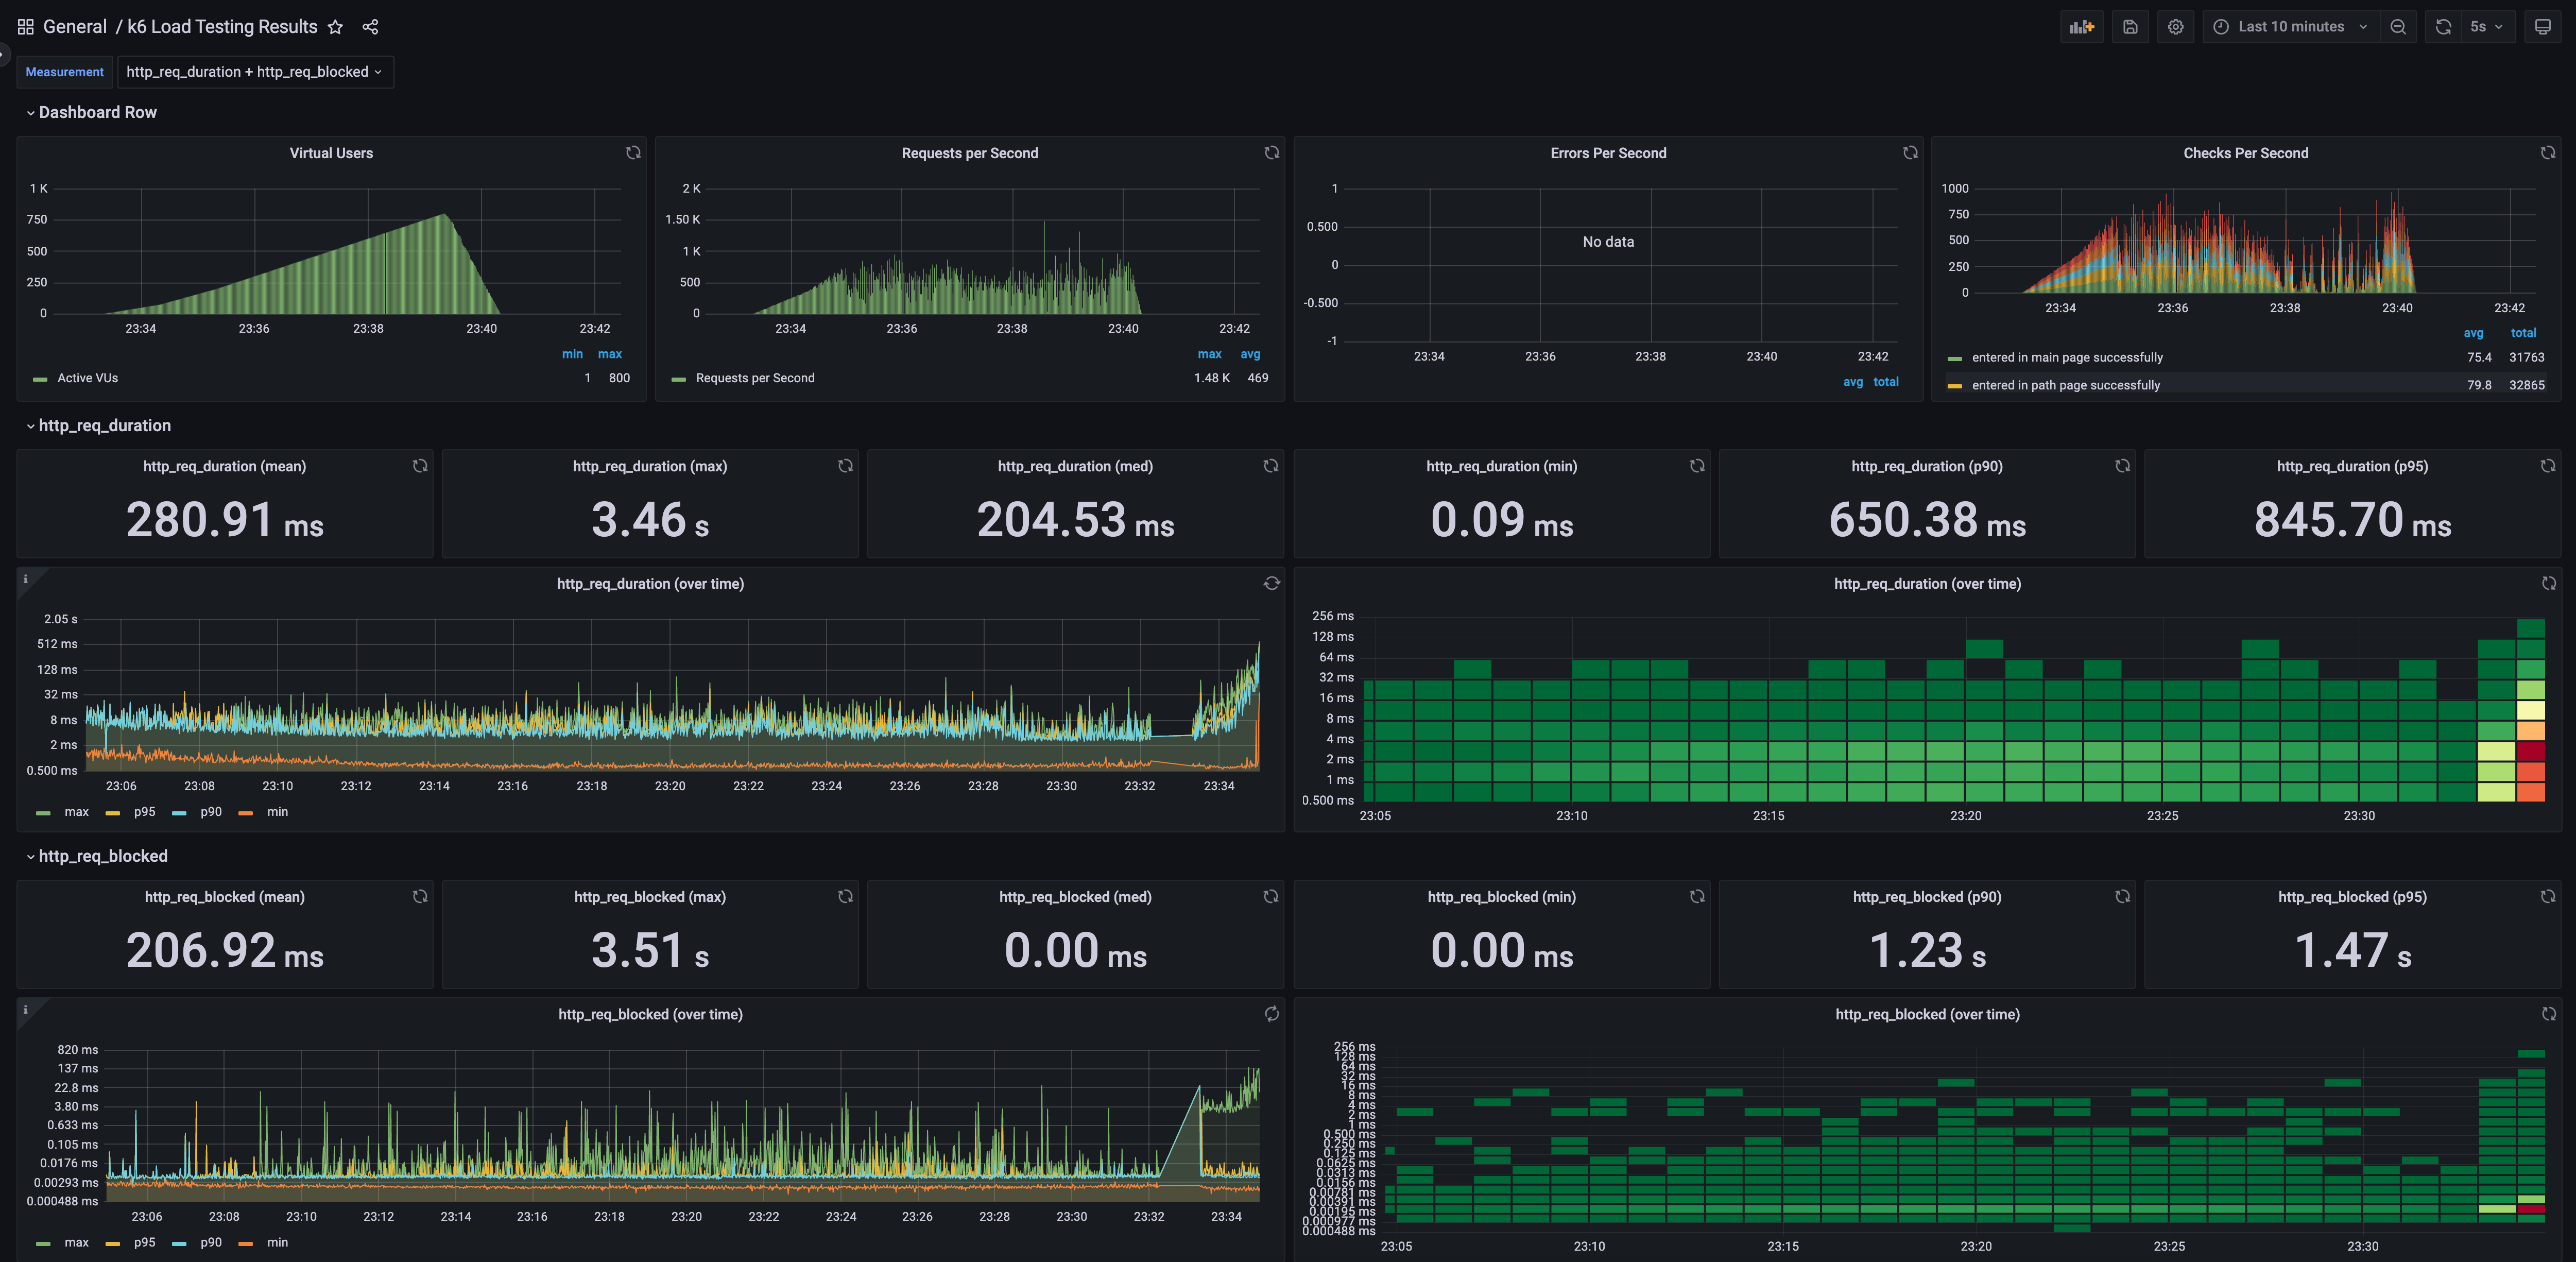 General / k6 Load Testing Results
Last 10 minutes
5s
Measurement
http_req_duration + http_req_blocked
Dashboard Row
Virtual Users
1 K
750
500
250
0
23:34 23:36 23:38 23:40 23:42
min max
Active VUs 1 800
Requests per Second
2 K
1.50 K
1 K
500
0
23:34 23:36 23:38 23:40 23:42
max avg
Requests per Second 1.48 K 469
Errors Per Second
1
0.500
0
-0.500
-1
No data
23:34 23:36 23:38 23:40 23:42
avg total
Checks Per Second
1000
750
500
250
0
23:34 23:36 23:38 23:40 23:42
avg total
entered in main page successfully 75.4 31763
entered in path page successfully 79.8 32865
http_req_duration
http_req_duration (mean)
280.91 ms
http_req_duration (max)
3.46 s
http_req_duration (med)
204.53 ms
http_req_duration (min)
0.09 ms
http_req_duration (p90)
650.38 ms
http_req_duration (p95)
845.70 ms
http_req_duration (over time)
2.05 s
512 ms
128 ms
32 ms
8 ms
2 ms
0.500 ms
23:06 23:08 23:10 23:12 23:14 23:16 23:18 23:20 23:22 23:24 23:26 23:28 23:30 23:32 23:34
max p95 p90 min
http_req_duration (over time)
256 ms
128 ms
64 ms
32 ms
16 ms
8 ms
4 ms
2 ms
1 ms
0.500 ms
23:05 23:10 23:15 23:20 23:25 23:30
http_req_blocked
http_req_blocked (mean)
206.92 ms
http_req_blocked (max)
3.51 s
http_req_blocked (med)
0.00 ms
http_req_blocked (min)
0.00 ms
http_req_blocked (p90)
1.23 s
http_req_blocked (p95)
1.47 s
http_req_blocked (over time)
820 ms
137 ms
22.8 ms
3.80 ms
0.633 ms
0.105 ms
0.0176 ms
0.00293 ms
0.000488 ms
23:06 23:08 23:10 23:12 23:14 23:16 23:18 23:20 23:22 23:24 23:26 23:28 23:30 23:32 23:34
max p95 p90 min
http_req_blocked (over time)
256 ms
128 ms
64 ms
32 ms
16 ms
8 ms
4 ms
2 ms
1 ms
0.500 ms
0.250 ms
0.125 ms
0.0625 ms
0.0313 ms
0.0156 ms
0.00781 ms
0.00391 ms
0.00195 ms
0.000977 ms
0.000488 ms
23:05 23:10 23:15 23:20 23:25 23:30